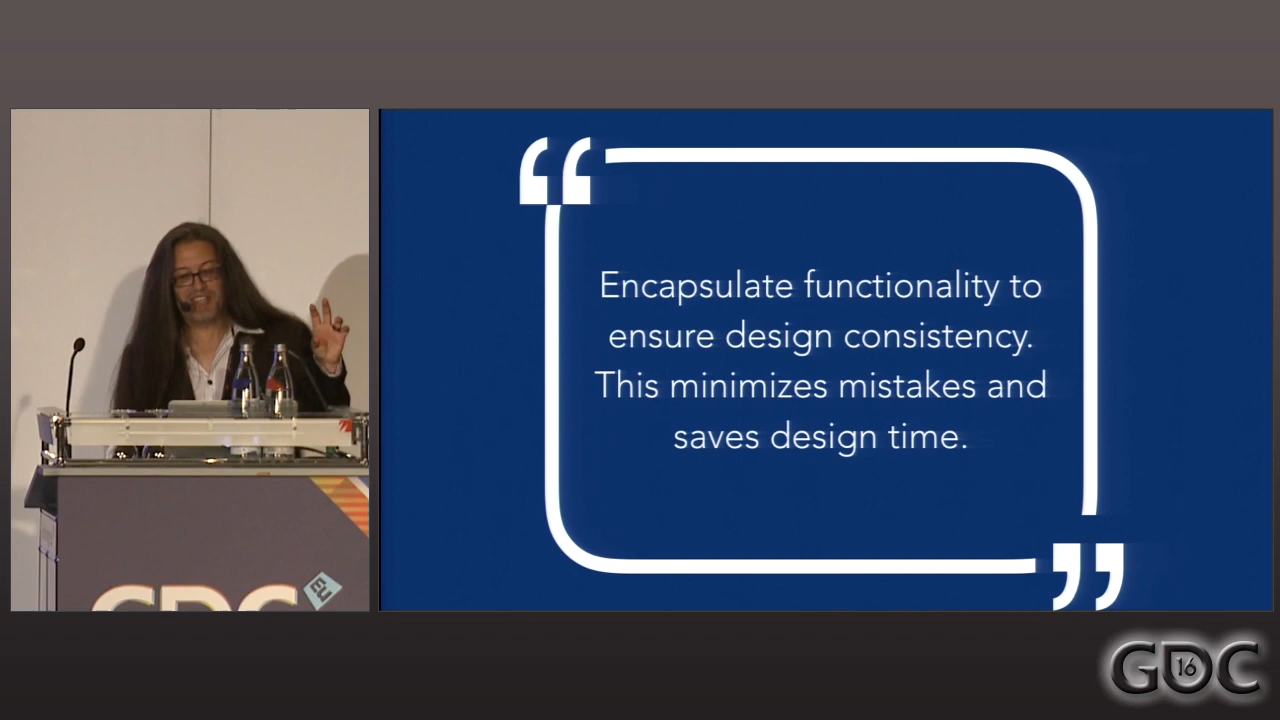 “
Encapsulate functionality to
ensure design consistency.
This minimizes mistakes and
saves design time.
”
GDC
EU
GDC
16